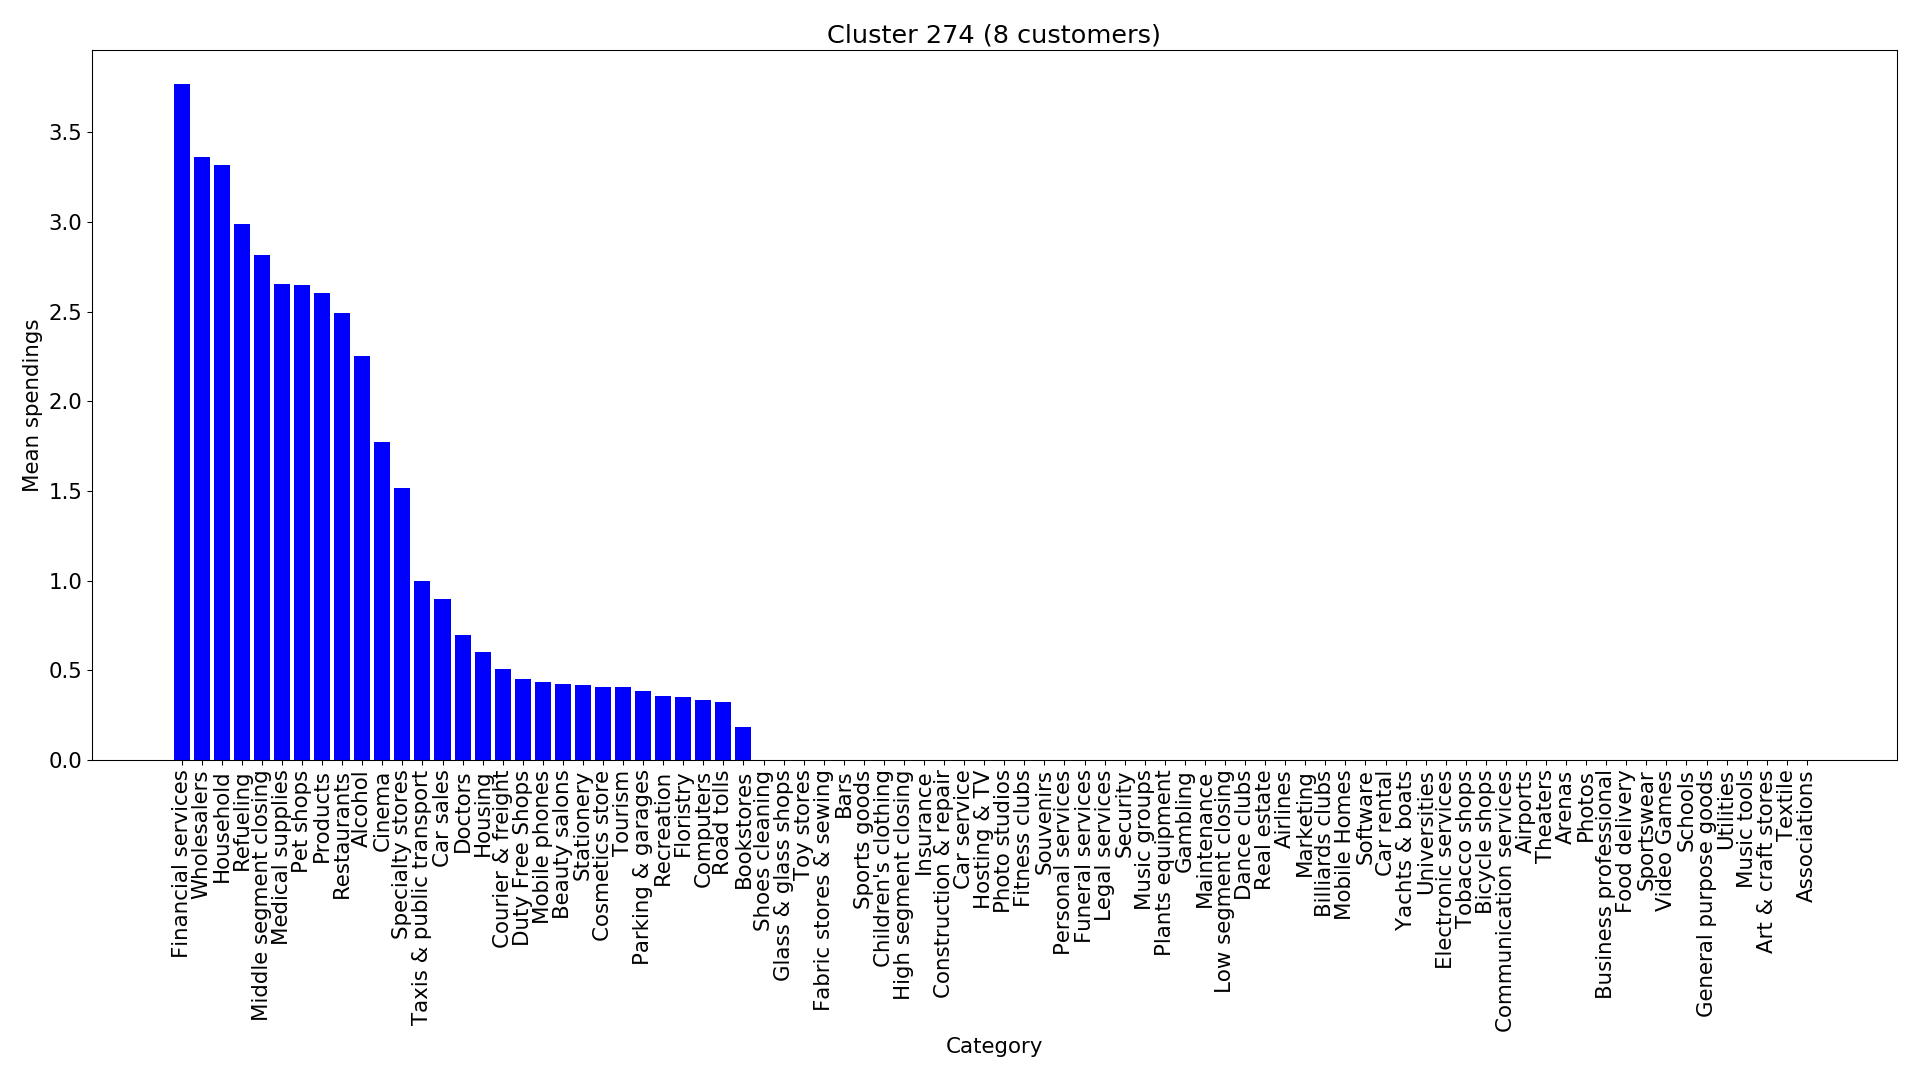 Cluster 274 (8 customers)
Mean spendings
3.5
3.0
2.5
2.0
1.5
1.0
0.5
0.0
Financial services
Wholesalers
Household
Refueling
Middle segment closing
Medical supplies
Pet shops
Products
Restaurants
Alcohol
Cinema
Specialty stores
Taxis & public transport
Car sales
Doctors
Housing
Courier & freight
Duty Free Shops
Mobile phones
Beauty salons
Stationery
Cosmetics store
Tourism
Parking & garages
Recreation
Floristry
Computers
Road tolls
Bookstores
Shoes cleaning
Glass & glass shops
Toy stores
Fabric stores & sewing
Bars
Sports goods
Children's clothing
High segment closing
Insurance
Construction & repair
Car service
Hosting & TV
Photo studios
Fitness clubs
Souvenirs
Personal services
Funeral services
Legal services
Security
Music groups
Plants equipment
Gambling
Maintenance
Low segment closing
Dance clubs
Real estate
Airlines
Marketing
Billiards clubs
Mobile Homes
Software
Car rental
Yachts & boats
Universities
Electronic services
Tobacco shops
Bicycle shops
Communication services
Airports
Theaters
Arenas
Photos
Business professional
Food delivery
Sportswear
Video Games
Schools
General purpose goods
Utilities
Music tools
Art & craft stores
Textile
Associations
Category